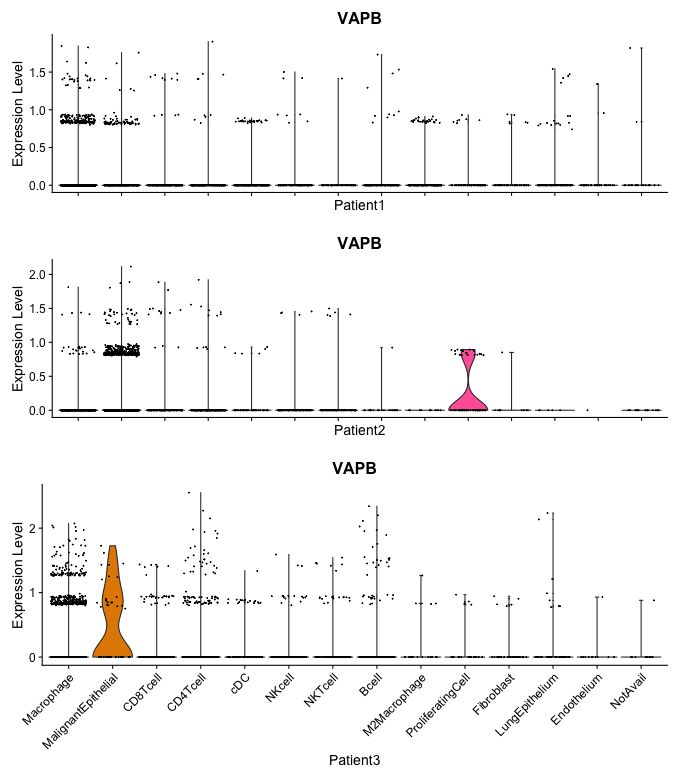 VAPB
Expression Level
1.5
1.0
0.5
0.0
Patient1
VAPB
Expression Level
2.0
1.5
1.0
0.5
0.0
Patient2
VAPB
Expression Level
2
1
0
Macrophage
MalignantEpithelial
CD8Tcell
CD4Tcell
cDC
NKcell
NKTcell
Bcell
M2Macrophage
ProliferatingCell
Fibroblast
LungEpithelium
Endothelium
NotAvail
Patient3